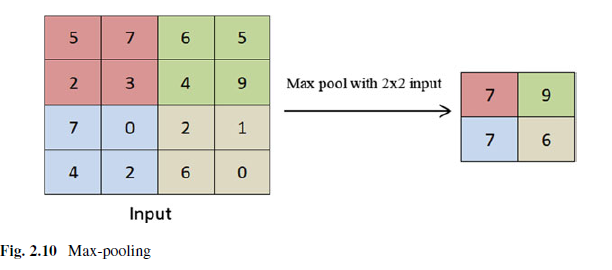 5 7 6 5
2 3 4 9
7 0 2 1
4 2 6 0
Input
Max pool with 2x2 input
7 9
7 6
Fig. 2.10 Max-pooling